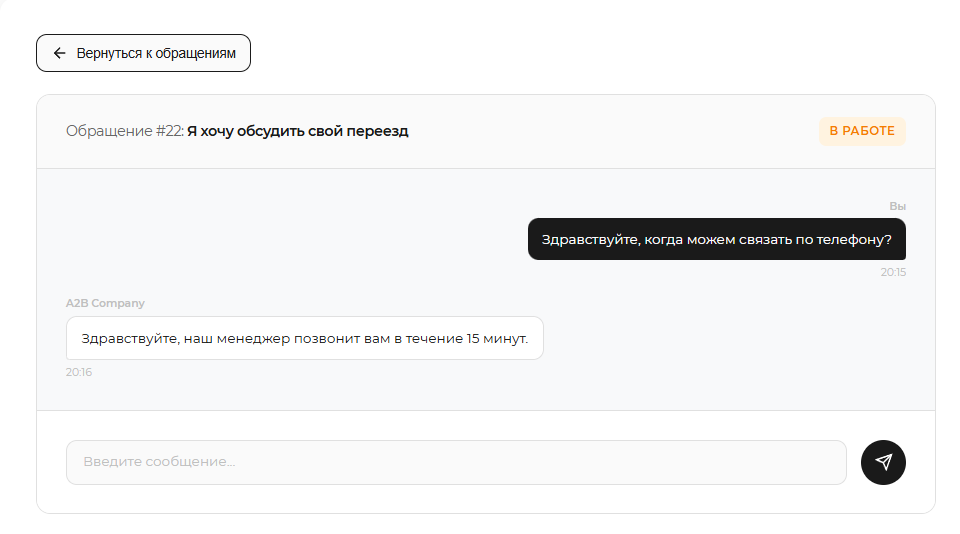 Вернуться к обращениям
Обращение #22: Я хочу обсудить свой переезд
В РАБОТЕ
Вы
Здравствуйте, когда можем связать по телефону?
20:15
A2B Company
Здравствуйте, наш менеджер позвонит вам в течение 15 минут.
20:16
Введите сообщение...